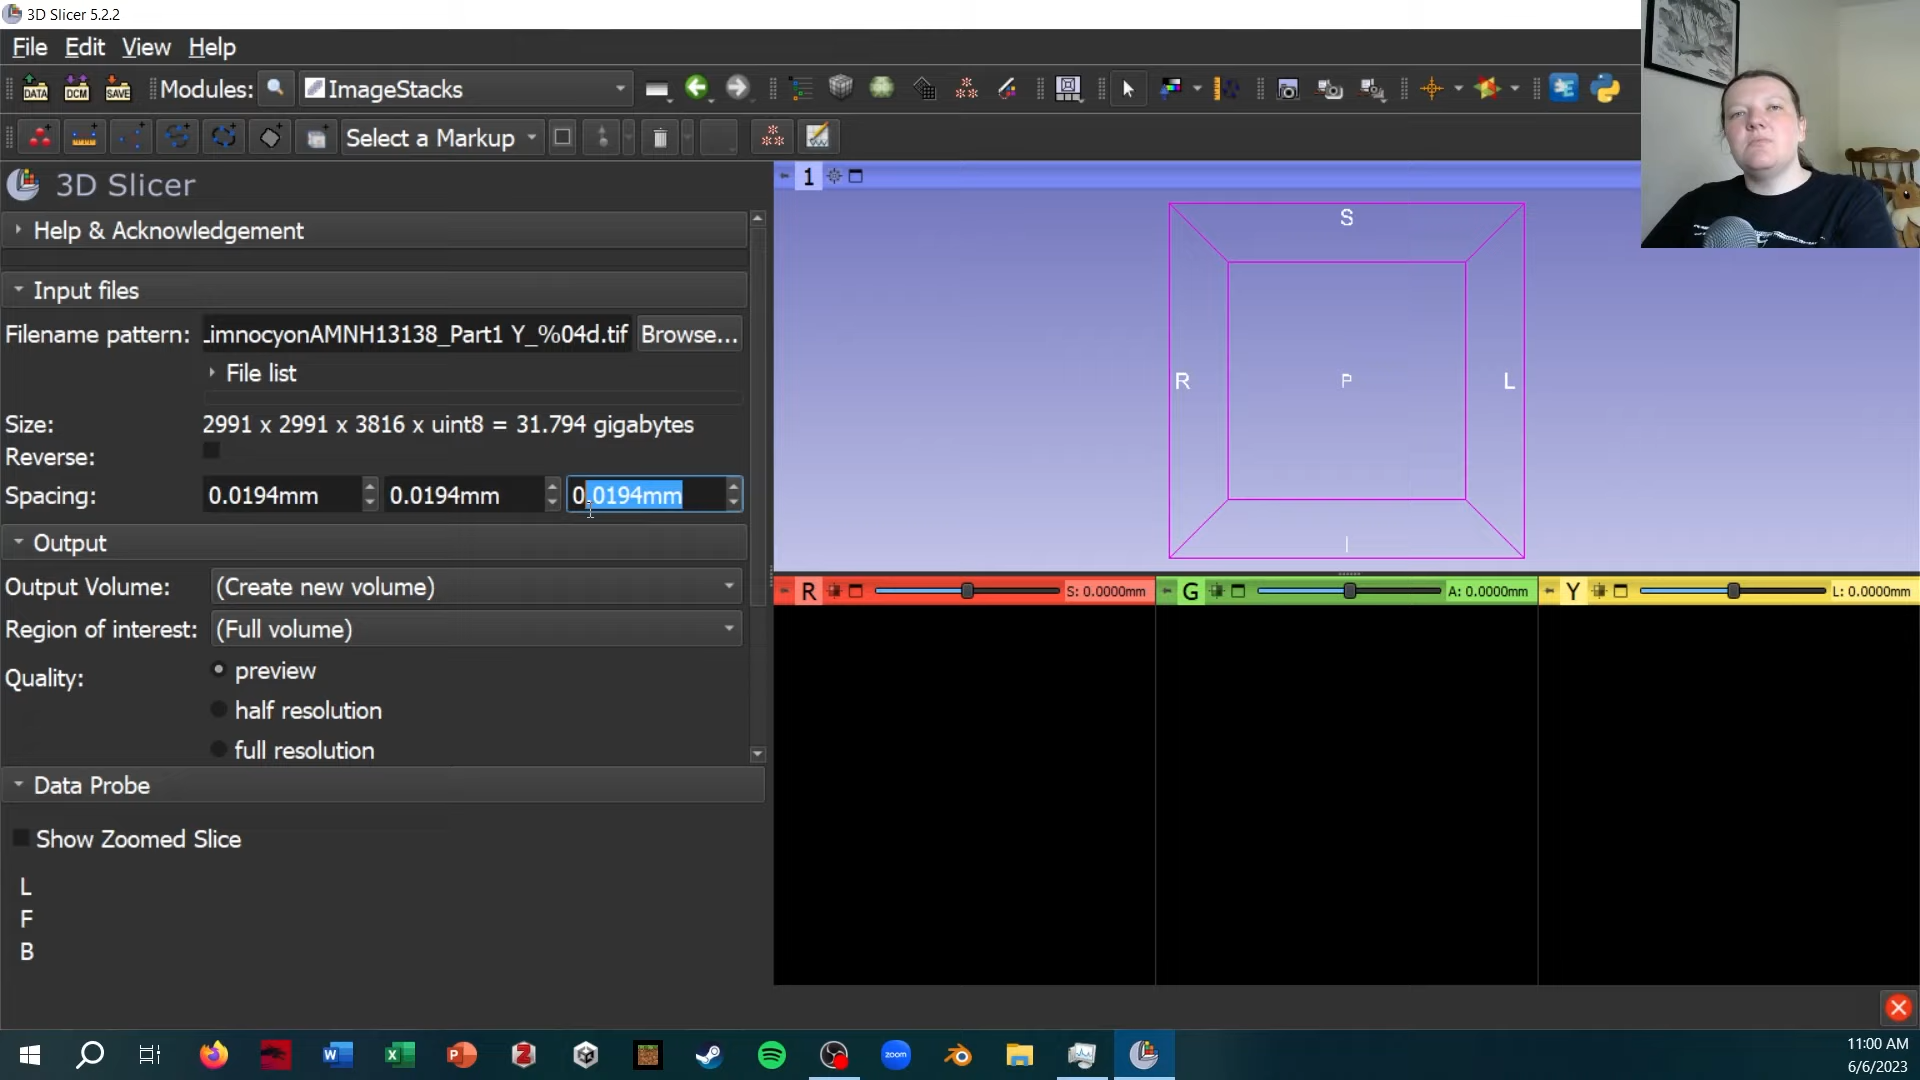 3D Slicer 5.2.2
File Edit View Help
DATA DCM SAVE Modules: ImageStacks
Select a Markup
3D Slicer
1
Help & Acknowledgement
Input files
Filename pattern: .imnocyonAMNH13138_Part1 Y_%04d.tif Browse...
File list
Size: 2991 x 2991 x 3816 x uint8 = 31.794 gigabytes
Reverse:
Spacing: 0.0194mm 0.0194mm 0.0194mm
Output
Output Volume: (Create new volume)
Region of interest: (Full volume)
Quality: preview
half resolution
full resolution
Data Probe
Show Zoomed Slice
L
F
B
S
R P L
I
R S: 0.0000mm G A: 0.0000mm Y L: 0.0000mm
zoom
11:00 AM
6/6/2023